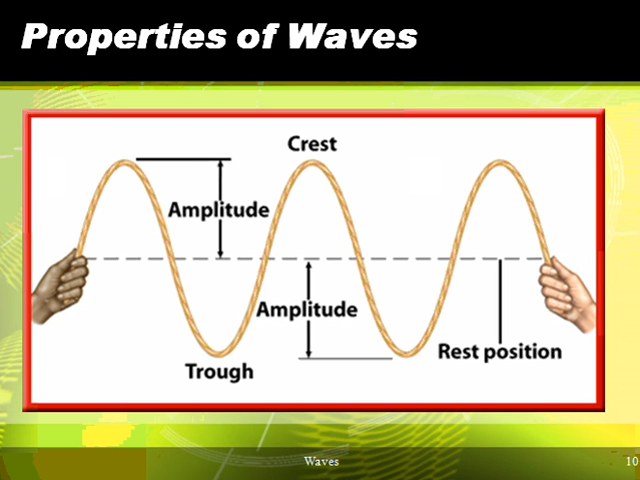 Properties of Waves
Crest
Amplitude
Amplitude
Rest position
Trough
Waves
10